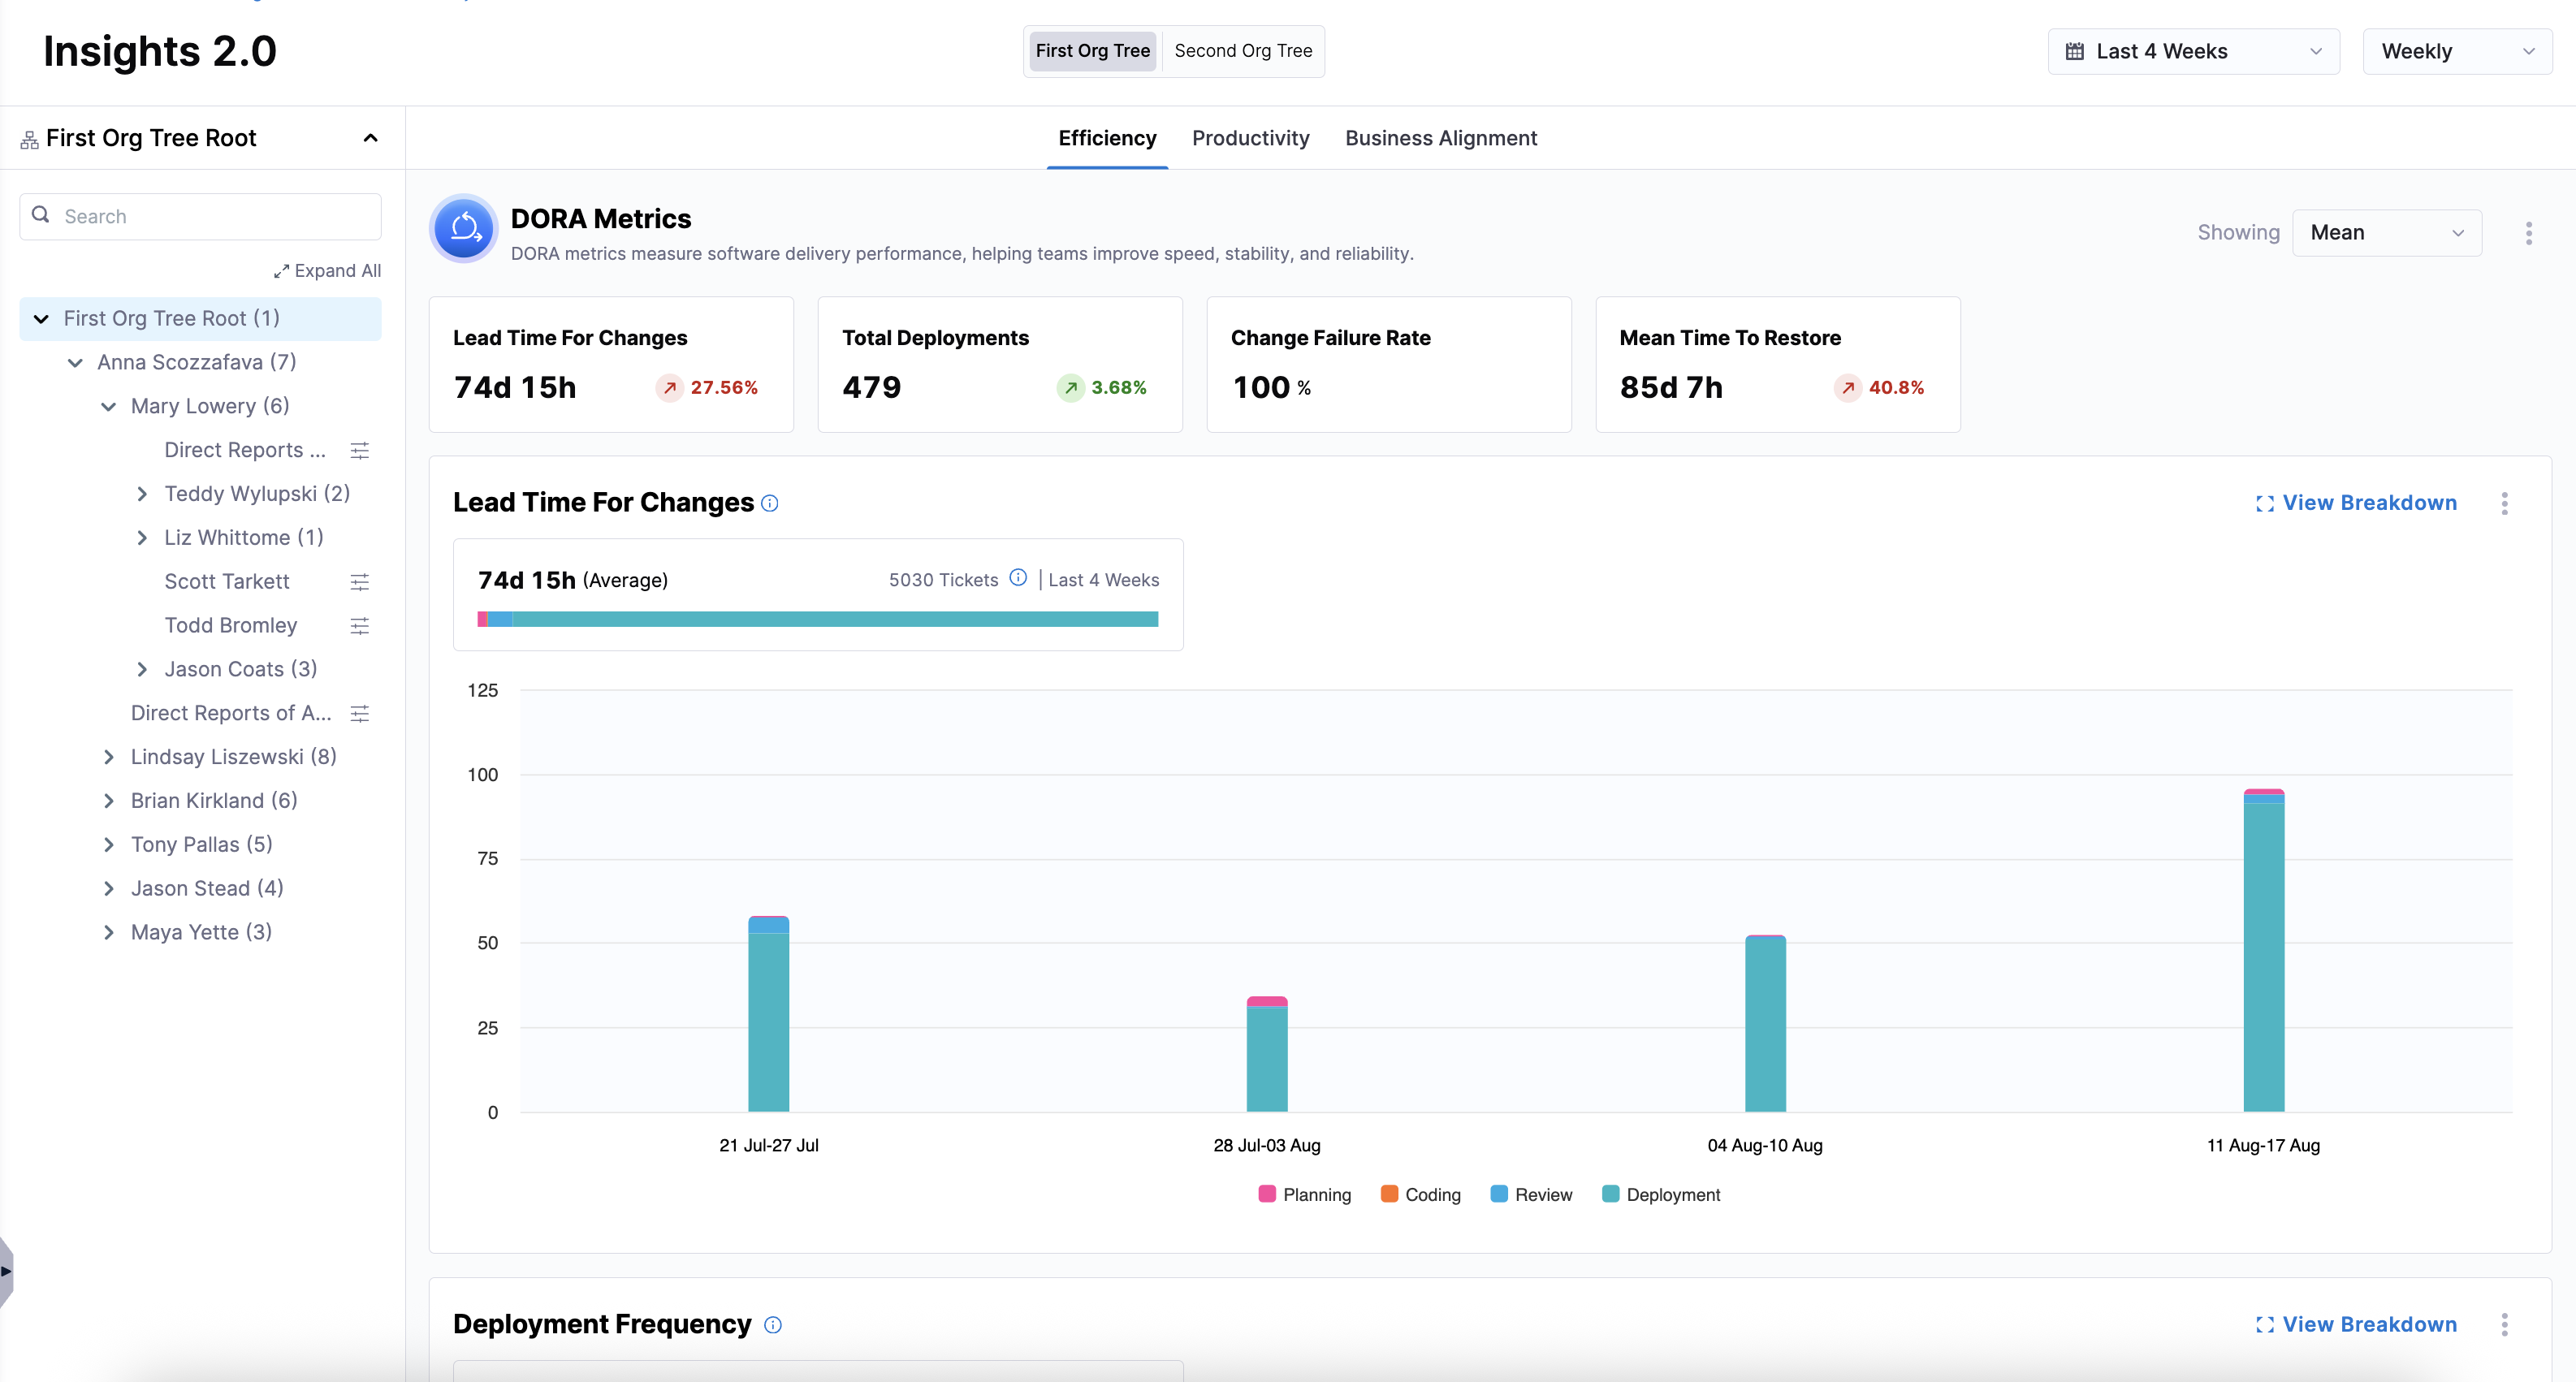 Insights 2.0
First Org Tree
Second Org Tree
Last 4 Weeks
Weekly
First Org Tree Root
Efficiency
Productivity
Business Alignment
Search
Expand All
First Org Tree Root (1)
Anna Scozzafava (7)
Mary Lowery (6)
Direct Reports ...
Teddy Wylupski (2)
Liz Whittome (1)
Scott Tarkett
Todd Bromley
Jason Coats (3)
Direct Reports of A...
Lindsay Liszewski (8)
Brian Kirkland (6)
Tony Pallas (5)
Jason Stead (4)
Maya Yette (3)
DORA Metrics
DORA metrics measure software delivery performance, helping teams improve speed, stability, and reliability.
Showing
Mean
Lead Time For Changes
74d 15h
27.56%
Total Deployments
479
3.68%
Change Failure Rate
100 %
Mean Time To Restore
85d 7h
40.8%
Lead Time For Changes
View Breakdown
74d 15h (Average)
5030 Tickets | Last 4 Weeks
125
100
75
50
25
0
21 Jul-27 Jul
28 Jul-03 Aug
04 Aug-10 Aug
11 Aug-17 Aug
Planning
Coding
Review
Deployment
Deployment Frequency
View Breakdown